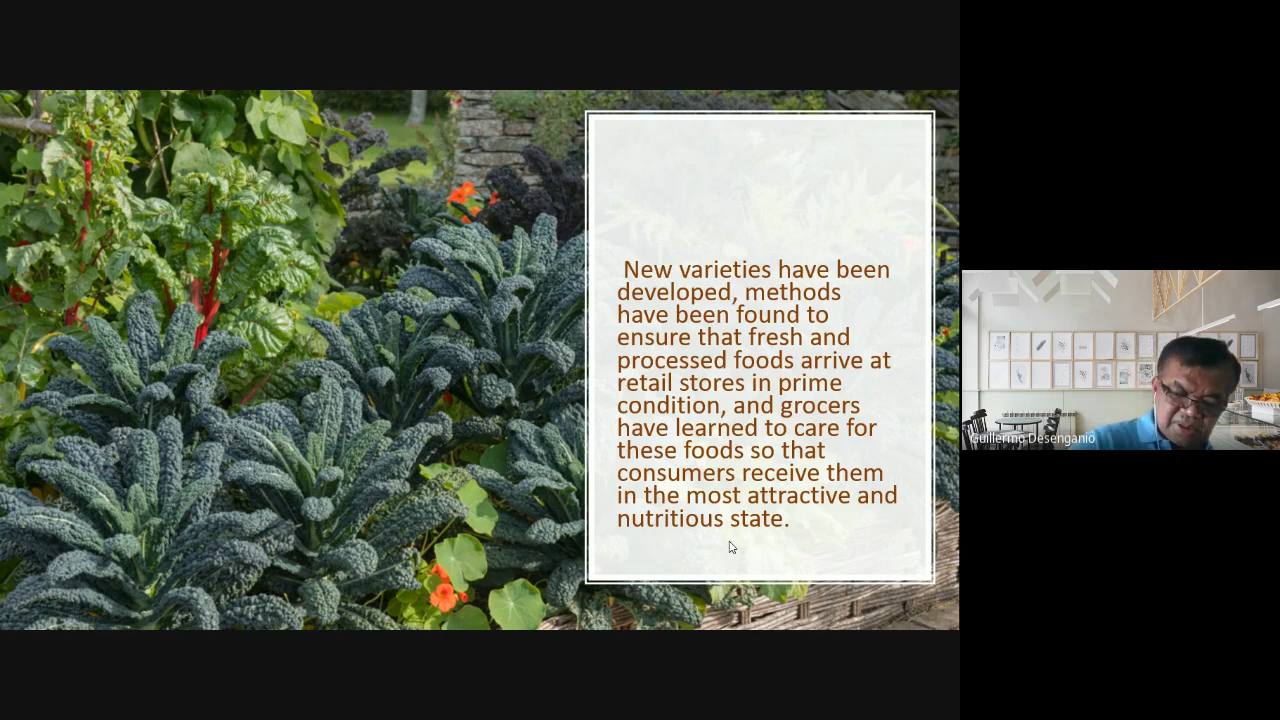 New varieties have been
developed, methods
have been found to
ensure that fresh and
processed foods arrive at
retail stores in prime
condition, and grocers
have learned to care for
these foods so that
consumers receive them
in the most attractive and
nutritious state.
Guillermo Desenganio